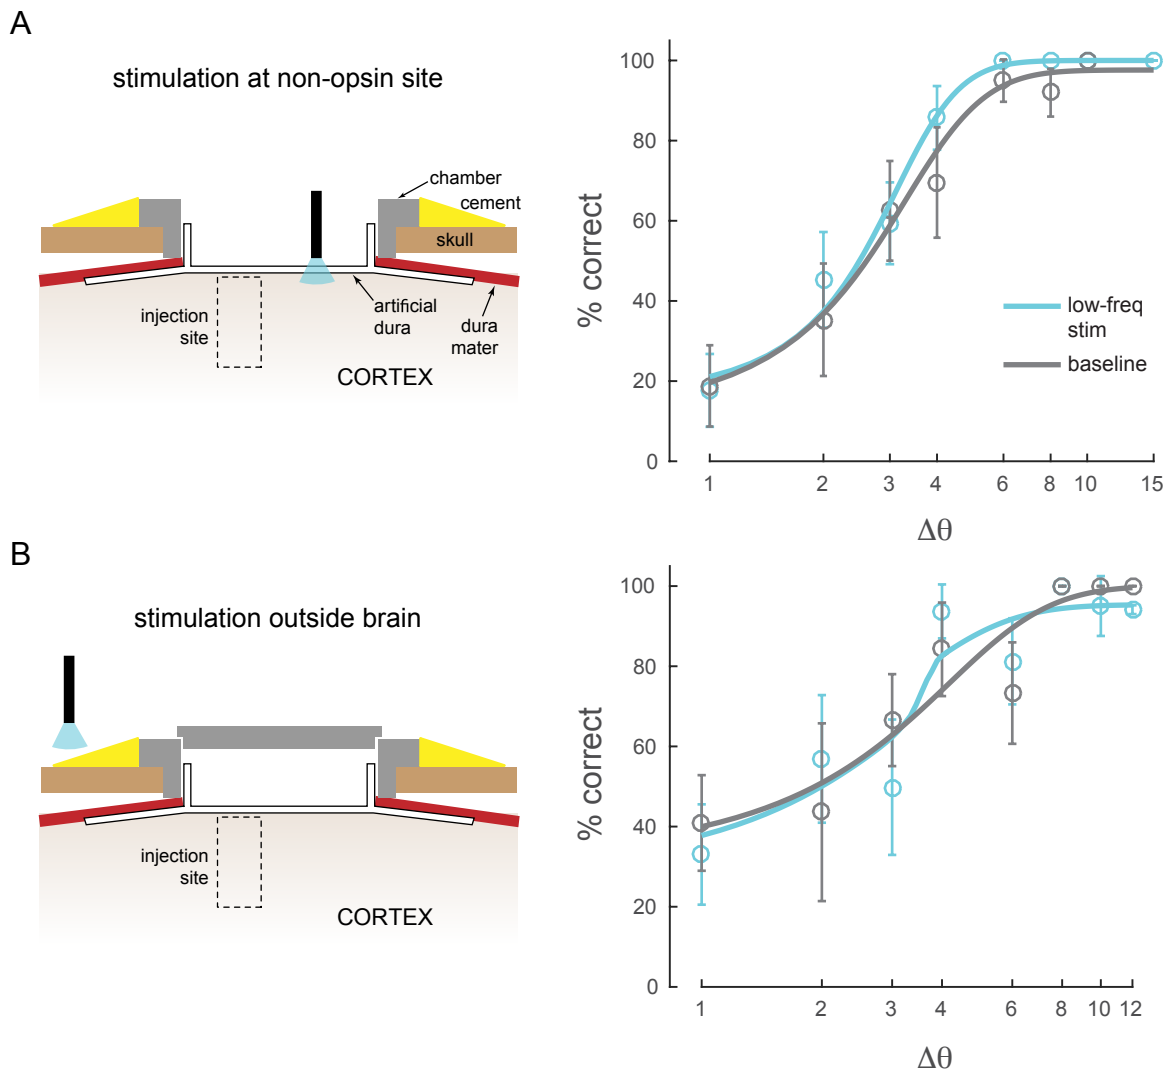 A
stimulation at non-opsin site
chamber
cement
skull
injection
site
artificial
dura
dura
mater
CORTEX
% correct
100
80
60
40
20
0
low-freq
stim
baseline
1 2 3 4 6 8 10 15
Δθ
B
stimulation outside brain
injection
site
CORTEX
% correct
100
80
60
40
20
0
1 2 3 4 6 8 10 12
Δθ